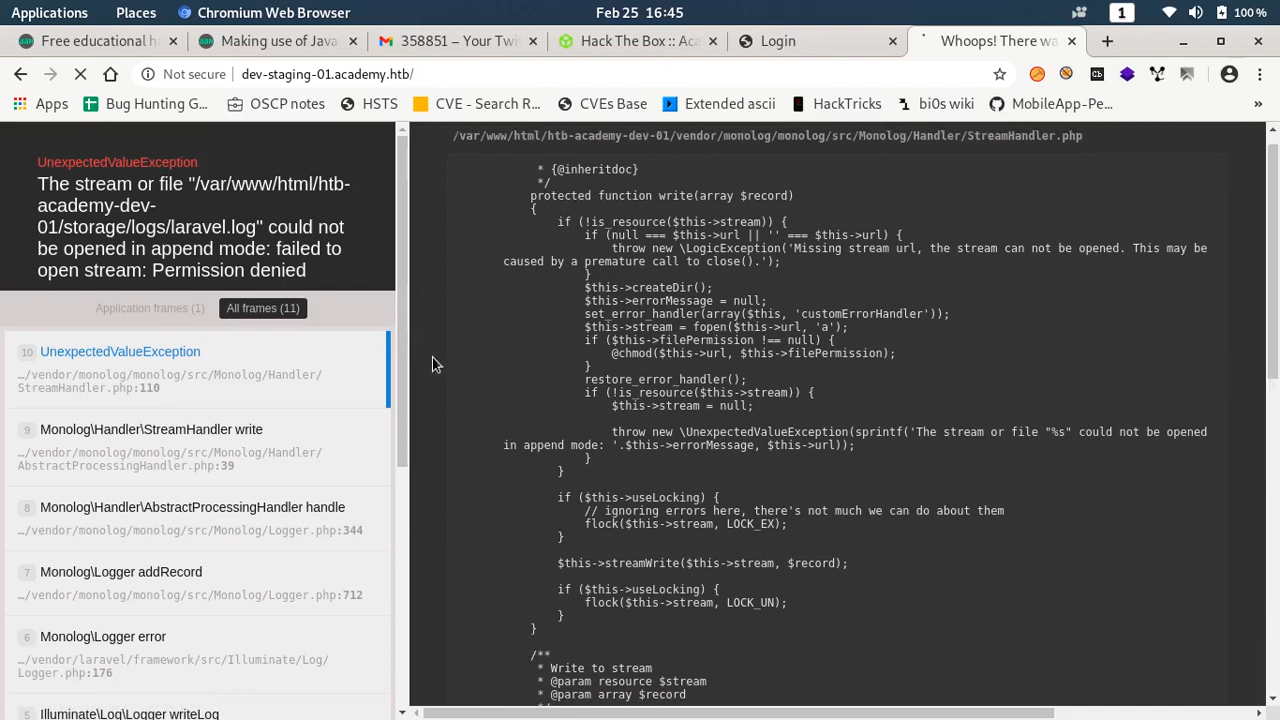 Applications Places Chromium Web Browser Feb 25 16:45 1 100 %
Free educational ha Making use of Java 358851 – Your Twi Hack The Box :: Aca Login Whoops! There wa
Not secure dev-staging-01.academy.htb/
Apps Bug Hunting G... OSCP notes HSTS CVE - Search R... CVEs Base Extended ascii HackTricks bi0s wiki MobileApp-Pe... »
UnexpectedValueException
The stream or file "/var/www/html/htb-
academy-dev-
01/storage/logs/laravel.log" could not
be opened in append mode: failed to
open stream: Permission denied
Application frames (1) All frames (11)
10 UnexpectedValueException
…/vendor/monolog/monolog/src/Monolog/Handler/
StreamHandler.php:110
9 Monolog\Handler\StreamHandler write
…/vendor/monolog/monolog/src/Monolog/Handler/
AbstractProcessingHandler.php:39
8 Monolog\Handler\AbstractProcessingHandler handle
…/vendor/monolog/monolog/src/Monolog/Logger.php:344
7 Monolog\Logger addRecord
…/vendor/monolog/monolog/src/Monolog/Logger.php:712
6 Monolog\Logger error
…/vendor/laravel/framework/src/Illuminate/Log/
Logger.php:176
5 Illuminate\Log\Logger writeLog
/var/www/html/htb-academy-dev-01/vendor/monolog/monolog/src/Monolog/Handler/StreamHandler.php
* {@inheritdoc}
*/
protected function write(array $record)
{
if (!is_resource($this->stream)) {
if (null === $this->url || '' === $this->url) {
throw new \LogicException('Missing stream url, the stream can not be opened. This may be
caused by a premature call to close().');
}
$this->createDir();
$this->errorMessage = null;
set_error_handler(array($this, 'customErrorHandler'));
$this->stream = fopen($this->url, 'a');
if ($this->filePermission !== null) {
@chmod($this->url, $this->filePermission);
}
restore_error_handler();
if (!is_resource($this->stream)) {
$this->stream = null;
throw new \UnexpectedValueException(sprintf('The stream or file "%s" could not be opened
in append mode: '.$this->errorMessage, $this->url));
}
}
if ($this->useLocking) {
// ignoring errors here, there's not much we can do about them
flock($this->stream, LOCK_EX);
}
$this->streamWrite($this->stream, $record);
if ($this->useLocking) {
flock($this->stream, LOCK_UN);
}
}
/**
* Write to stream
* @param resource $stream
* @param array $record